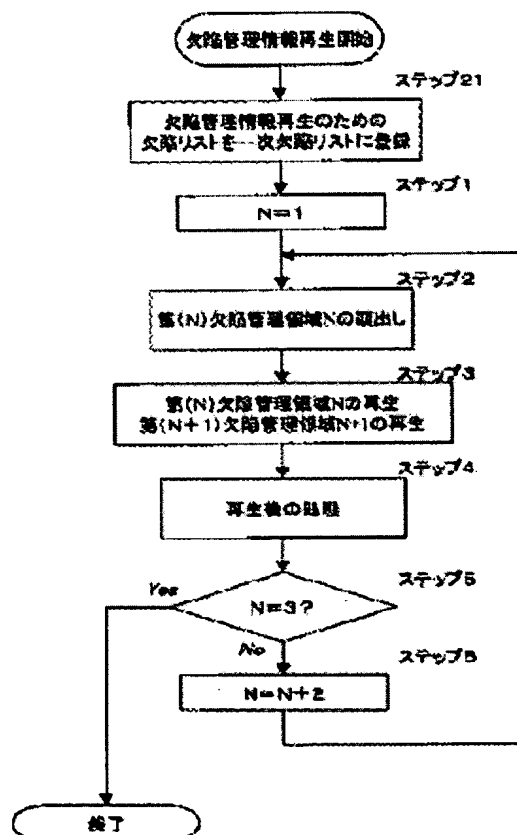 欠陥管理情報再生開始
ステップ21
欠陥管理情報再生のための
欠陥リストを一次欠陥リストに登録
ステップ1
N=1
ステップ2
第(N)欠陥管理領域Nの頭出し
ステップ3
第(N)欠陥管理領域Nの再生
第(N+1)欠陥管理領域N+1の再生
ステップ4
再生後の処理
ステップ5
Yes
N=3?
No
ステップ
N=N+2
終了